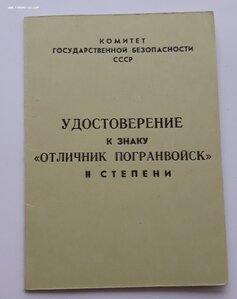 КОМИТЕТ
ГОСУДАРСТВЕННОЙ БЕЗОПАСНОСТИ
СССР
УДОСТОВЕРЕНИЕ
К ЗНАКУ
«ОТЛИЧНИК ПОГРАНВОЙСК»
II СТЕПЕНИ